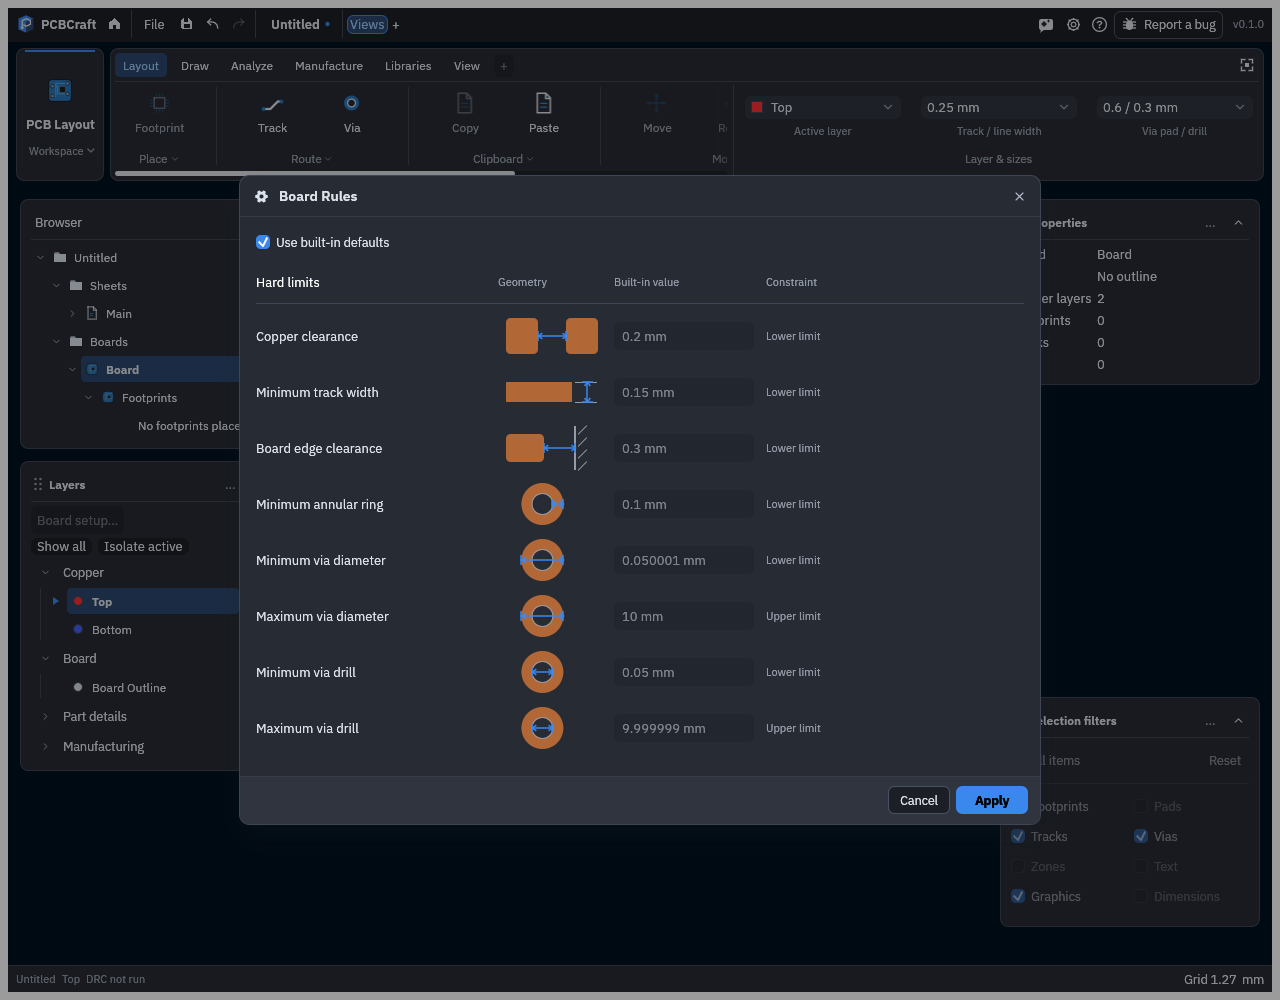 PCBCraft File Untitled Views + Report a bug v0.1.0
Layout Draw Analyze Manufacture Libraries View +
PCB Layout
Workspace
Footprint Track Via Copy Paste Move
Place Route Clipboard
Top 0.25 mm 0.6 / 0.3 mm
Active layer Track / line width Via pad / drill
Layer & sizes
Browser
Untitled
Sheets
Main
Boards
Board
Footprints
No footprints place
Layers ...
Board setup...
Show all Isolate active
Copper
Top
Bottom
Board
Board Outline
Part details
Manufacturing
Board Rules
Use built-in defaults
Hard limits Geometry Built-in value Constraint
Copper clearance 0.2 mm Lower limit
Minimum track width 0.15 mm Lower limit
Board edge clearance 0.3 mm Lower limit
Minimum annular ring 0.1 mm Lower limit
Minimum via diameter 0.050001 mm Lower limit
Maximum via diameter 10 mm Upper limit
Minimum via drill 0.05 mm Lower limit
Maximum via drill 9.999999 mm Upper limit
Cancel Apply
operties ...
d Board
No outline
er layers 2
prints 0
ks 0
0
election filters ...
l items Reset
otprints Pads
Tracks Vias
Zones Text
Graphics Dimensions
Untitled Top DRC not run Grid 1.27 mm